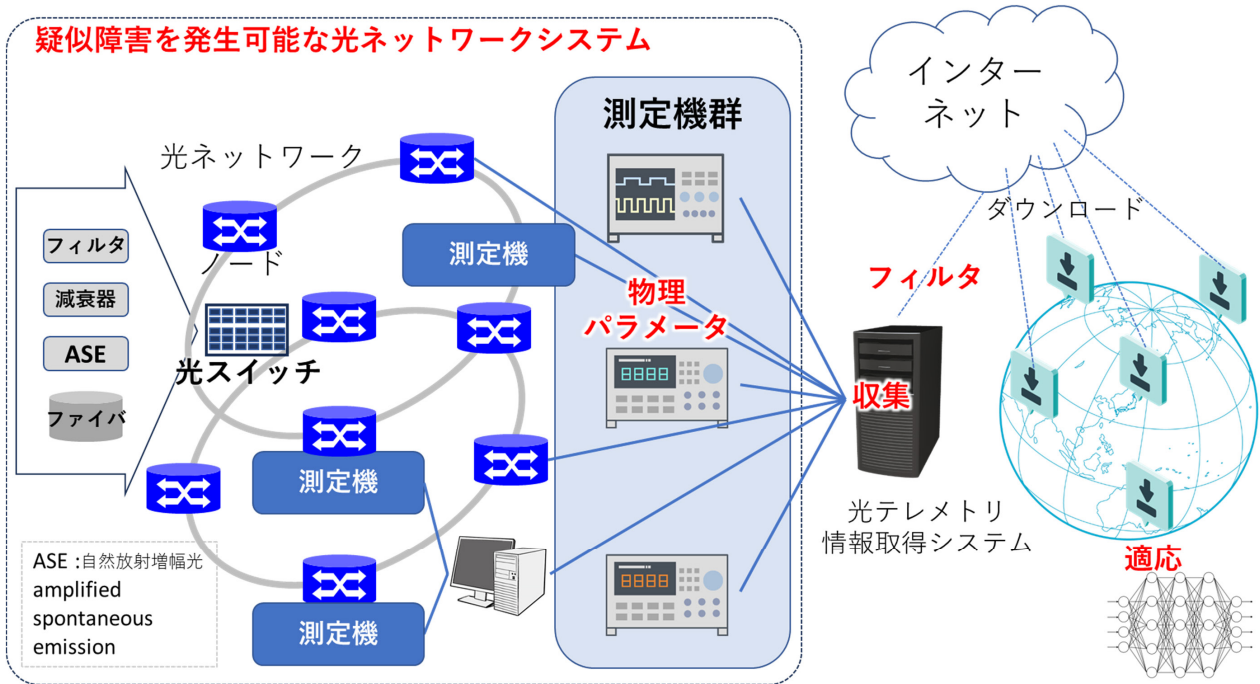 疑似障害を発生可能な光ネットワークシステム
光ネットワーク
ノード
フィルタ
減衰器
ASE
ファイバ
光スイッチ
測定機
測定機
測定機
ASE：自然放射増幅光
amplified
spontaneous
emission
測定機群
物理
パラメータ
8888
8888
インター
ネット
ダウンロード
フィルタ
収集
光テレメトリ
情報取得システム
適応